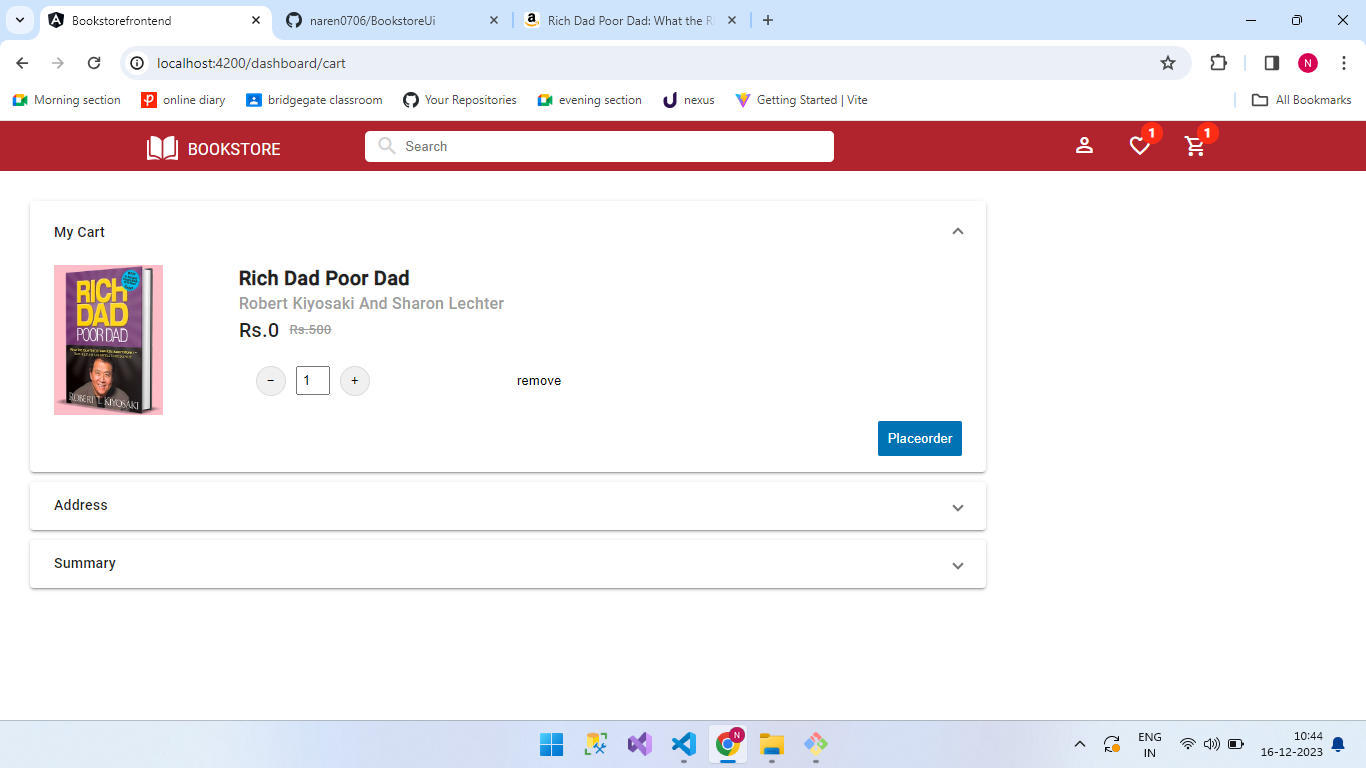 Bookstorefrontend
naren0706/BookstoreUi
Rich Dad Poor Dad: What the Ri
localhost:4200/dashboard/cart
N
Morning section
online diary
bridgegate classroom
Your Repositories
evening section
nexus
Getting Started | Vite
All Bookmarks
BOOKSTORE
Search
1
1
My Cart
RICH
DAD
POOR DAD
ROBERT T. KIYOSAKI
Rich Dad Poor Dad
Robert Kiyosaki And Sharon Lechter
Rs.0 Rs.500
− 1 +
remove
Placeorder
Address
Summary
N
ENG
IN
10:44
16-12-2023